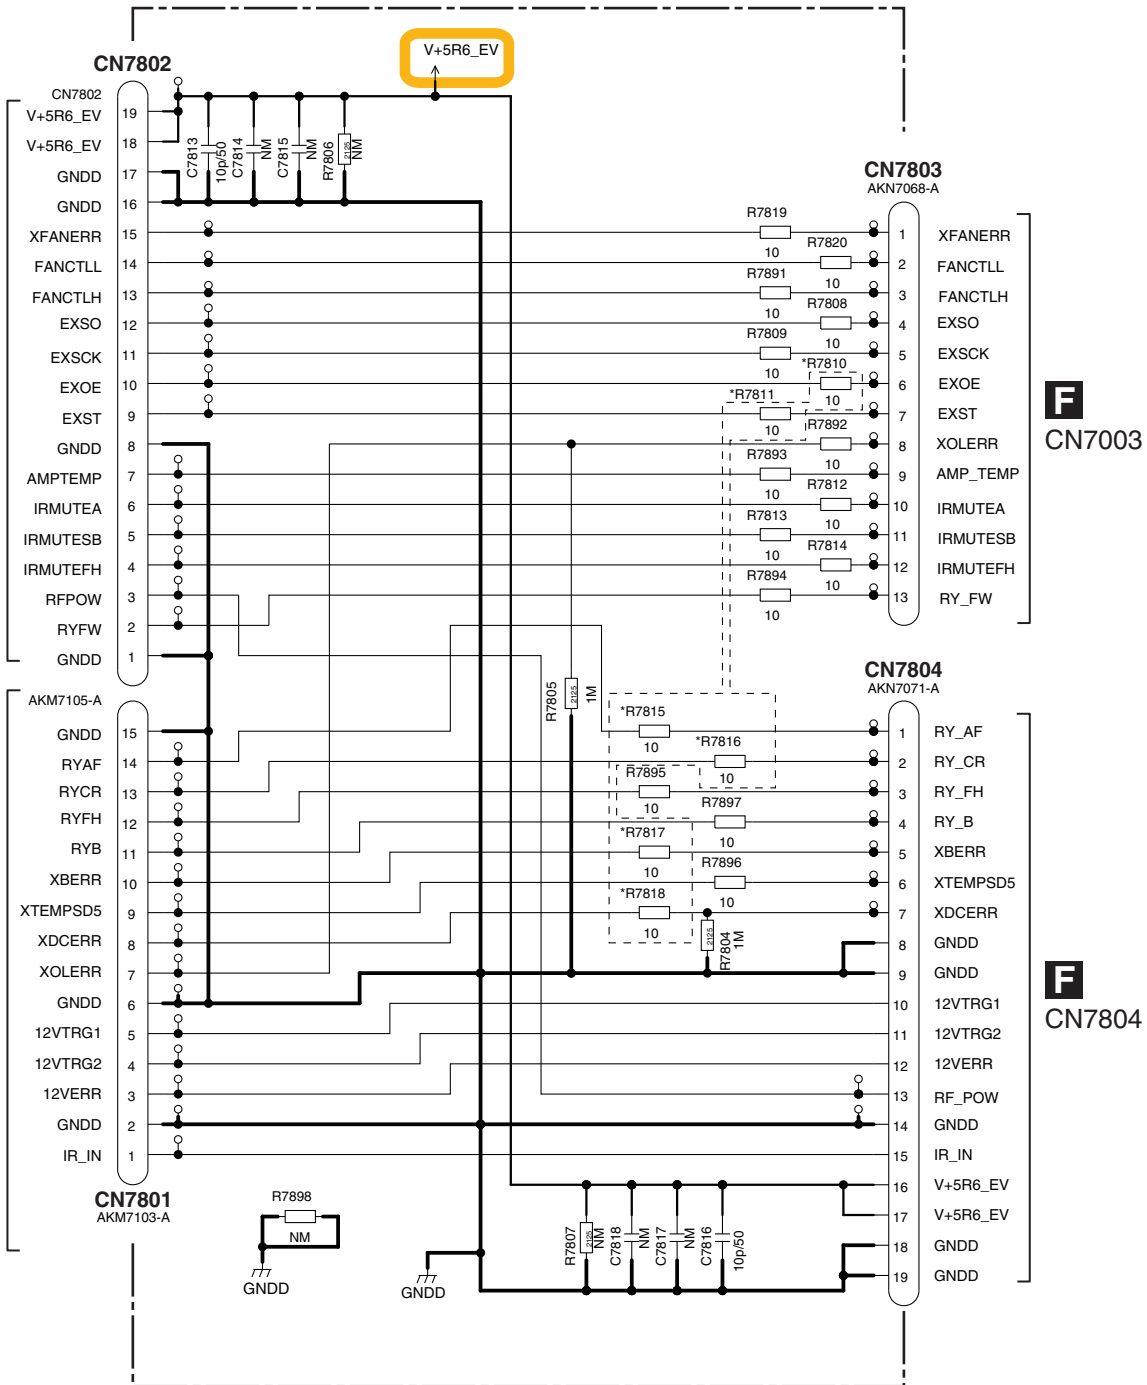 V+5R6_EV
CN7802
CN7802
V+5R6_EV 19
V+5R6_EV 18
GNDD 17
GNDD 16
XFANERR 15
FANCTLL 14
FANCTLH 13
EXSO 12
EXSCK 11
EXOE 10
EXST 9
GNDD 8
AMPTEMP 7
IRMUTEA 6
IRMUTESB 5
IRMUTEFH 4
RFPOW 3
RYFW 2
GNDD 1
AKM7105-A
C7813 10p/50
C7814 NM
C7815 NM
R7806 2125 NM
GNDD 15
RYAF 14
RYCR 13
RYFH 12
RYB 11
XBERR 10
XTEMPSD5 9
XDCERR 8
XOLERR 7
GNDD 6
12VTRG1 5
12VTRG2 4
12VERR 3
GNDD 2
IR_IN 1
CN7801
AKM7103-A
R7898
NM
GNDD
GNDD
R7805 2125 1M
R7819 10
R7820 10
R7891 10
R7808 10
R7809 10
*R7810 10
*R7811 10
R7892 10
R7893 10
R7812 10
R7813 10
R7814 10
R7894 10
CN7803
AKN7068-A
1 XFANERR
2 FANCTLL
3 FANCTLH
4 EXSO
5 EXSCK
6 EXOE
7 EXST
8 XOLERR
9 AMP_TEMP
10 IRMUTEA
11 IRMUTESB
12 IRMUTEFH
13 RY_FW
F
CN7003
*R7815 10
*R7816 10
R7895 10
R7897 10
*R7817 10
R7896 10
*R7818 10
R7804 2125 1M
CN7804
AKN7071-A
1 RY_AF
2 RY_CR
3 RY_FH
4 RY_B
5 XBERR
6 XTEMPSD5
7 XDCERR
8 GNDD
9 GNDD
10 12VTRG1
11 12VTRG2
12 12VERR
13 RF_POW
14 GNDD
15 IR_IN
16 V+5R6_EV
17 V+5R6_EV
18 GNDD
19 GNDD
F
CN7804
R7807 2125 NM
C7818 NM
C7817 NM
C7816 10p/50